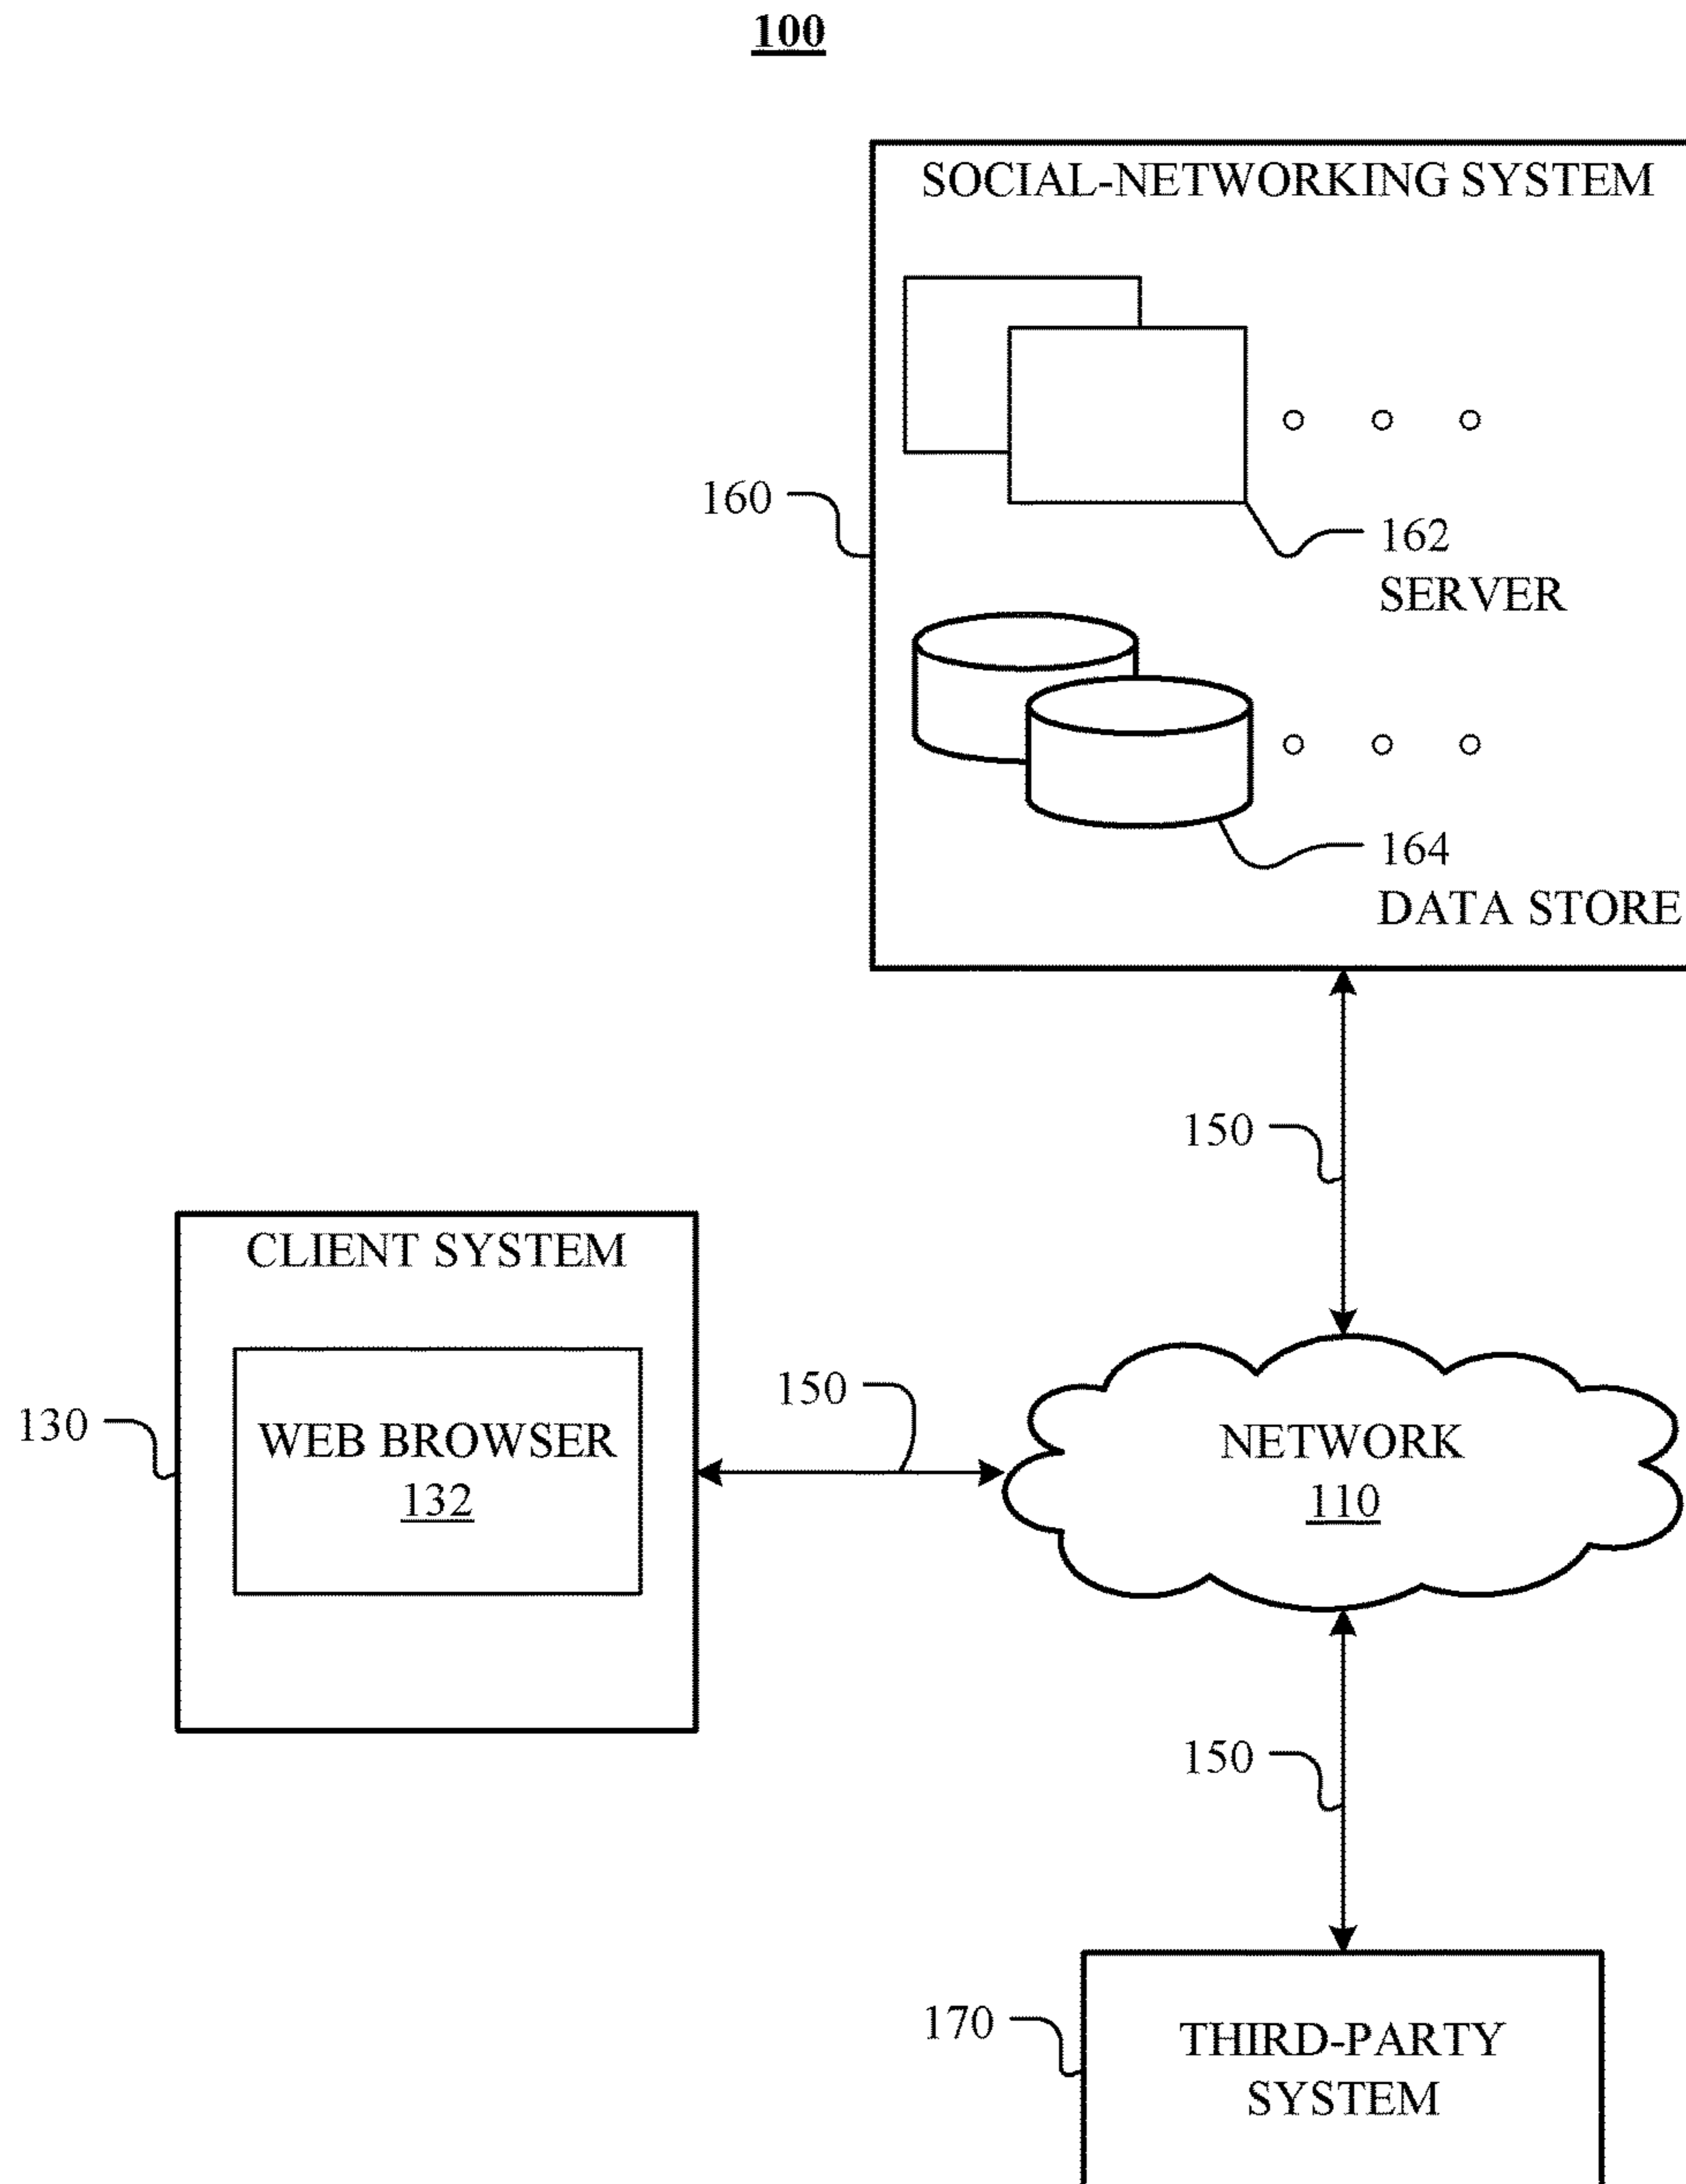 100
SOCIAL-NETWORKING SYSTEM
160
162
SERVER
164
DATA STORE
150
CLIENT SYSTEM
130
WEB BROWSER
132
150
NETWORK
110
150
170
THIRD-PARTY
SYSTEM